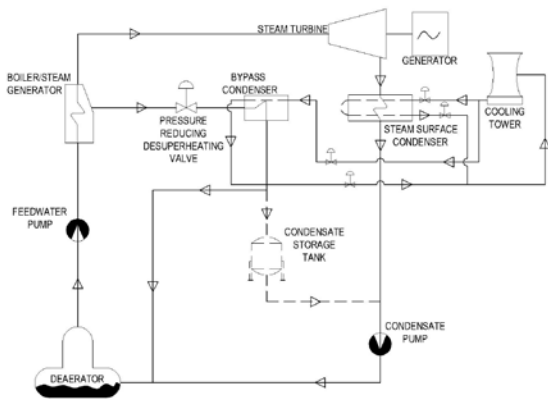 STEAM TURBINE
GENERATOR
BOILER/STEAM
GENERATOR
BYPASS
CONDENSER
PRESSURE
REDUCING
DESUPERHEATING
VALVE
STEAM SURFACE
CONDENSER
COOLING
TOWER
FEEDWATER
PUMP
CONDENSATE
STORAGE
TANK
CONDENSATE
PUMP
DEAERATOR